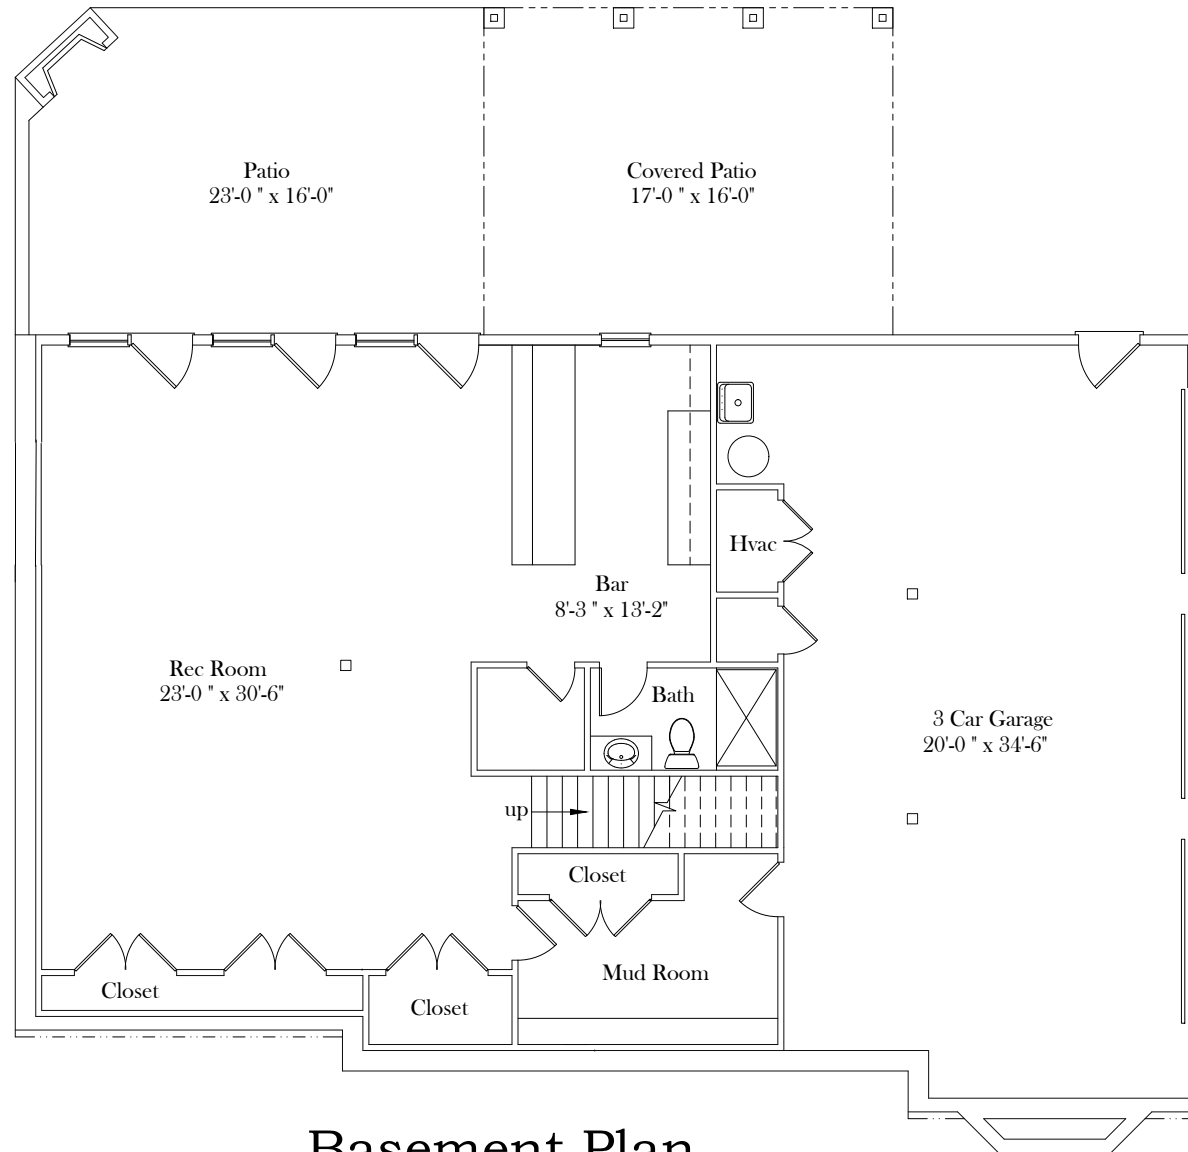 Patio
23'-0 " x 16'-0"
Covered Patio
17'-0 " x 16'-0"
Hvac
Bar
8'-3 " x 13'-2"
Rec Room
23'-0 " x 30'-6"
Bath
3 Car Garage
20'-0 " x 34'-6"
up
Closet
Mud Room
Closet
Closet
Basement Plan